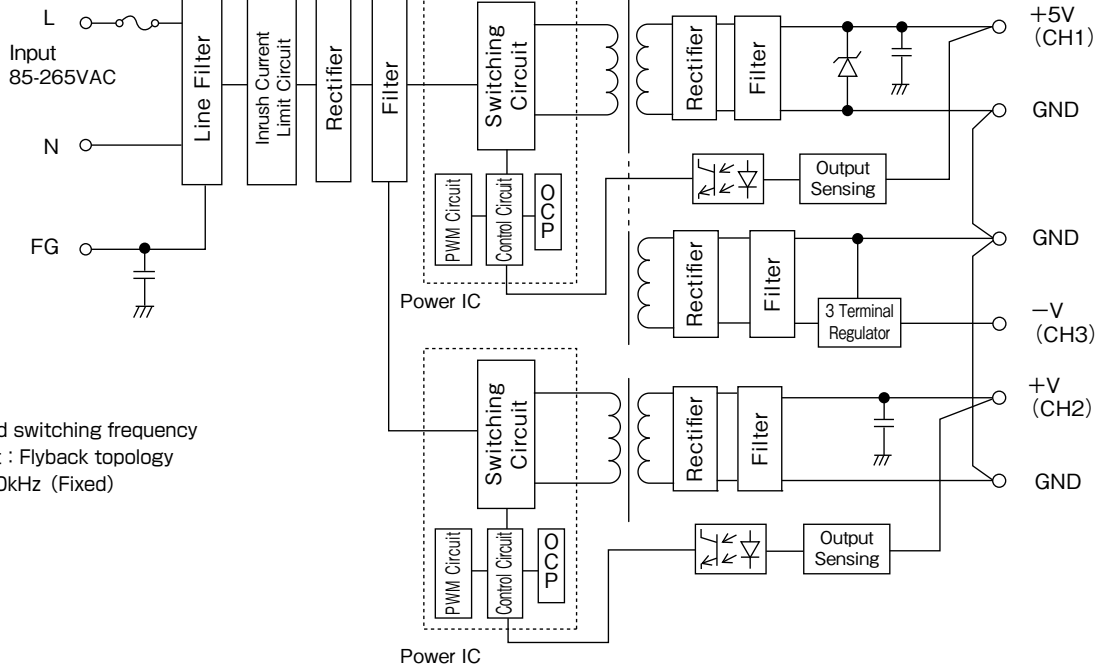 L
Input
85-265VAC
N
FG
Line Filter
Inrush Current
Limit Circuit
Rectifier
Filter
Switching
Circuit
PWM Circuit
Control Circuit
OCP
Power IC
Rectifier
Filter
+5V
(CH1)
GND
Output
Sensing
Rectifier
Filter
3 Terminal
Regulator
GND
−V
(CH3)
Switching
Circuit
PWM Circuit
Control Circuit
OCP
Power IC
Rectifier
Filter
+V
(CH2)
GND
Output
Sensing
switching frequency
: Flyback topology
0kHz (Fixed)